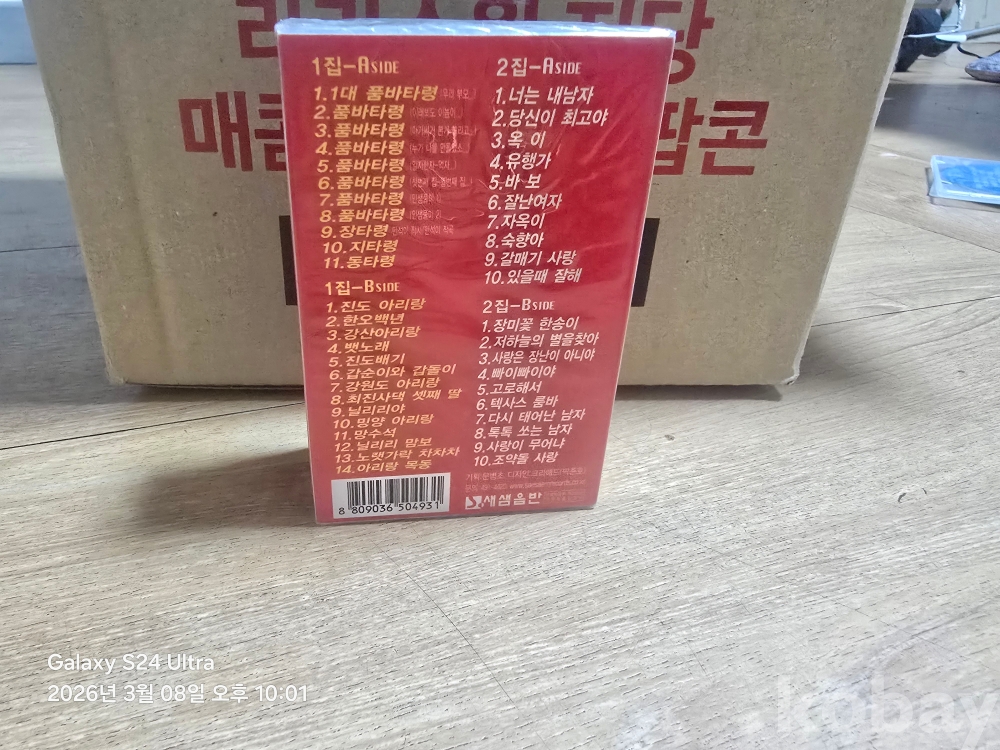 매콤
팝콘
1집-A SIDE
1.1대 품바타령
2.품바타령
3.품바타령
4.품바타령
5.품바타령
6.품바타령
7.품바타령
8.품바타령
9.장타령
10.지타령
11.동타령
1집-B SIDE
1.진도 아리랑
2.한오백년
3.강산아리랑
4.뱃노래
5.진도배기
6.갑순이와 갑돌이
7.강원도 아리랑
8.최진사댁 셋째 딸
9.닐리리야
10.밀양 아리랑
11.망수석
12.닐리리 맘보
13.노랫가락 차차차
14.아리랑 목동
8 809036 504931
2집-A SIDE
1.너는 내남자
2.당신이 최고야
3.옥 이
4.유행가
5.바 보
6.잘난여자
7.자옥이
8.숙향아
9.갈매기 사랑
10.있을때 잘해
2집-B SIDE
1.장미꽃 한송이
2.저하늘의 별을찾아
3.사랑은 장난이 아니야
4.빠이빠이야
5.고로해서
6.텍사스 룸바
7.다시 태어난 남자
8.톡톡 쏘는 남자
9.사랑이 무어냐
10.조약돌 사랑
새샘음반
Galaxy S24 Ultra
2026년 3월 08일 오후 10:01
kobay